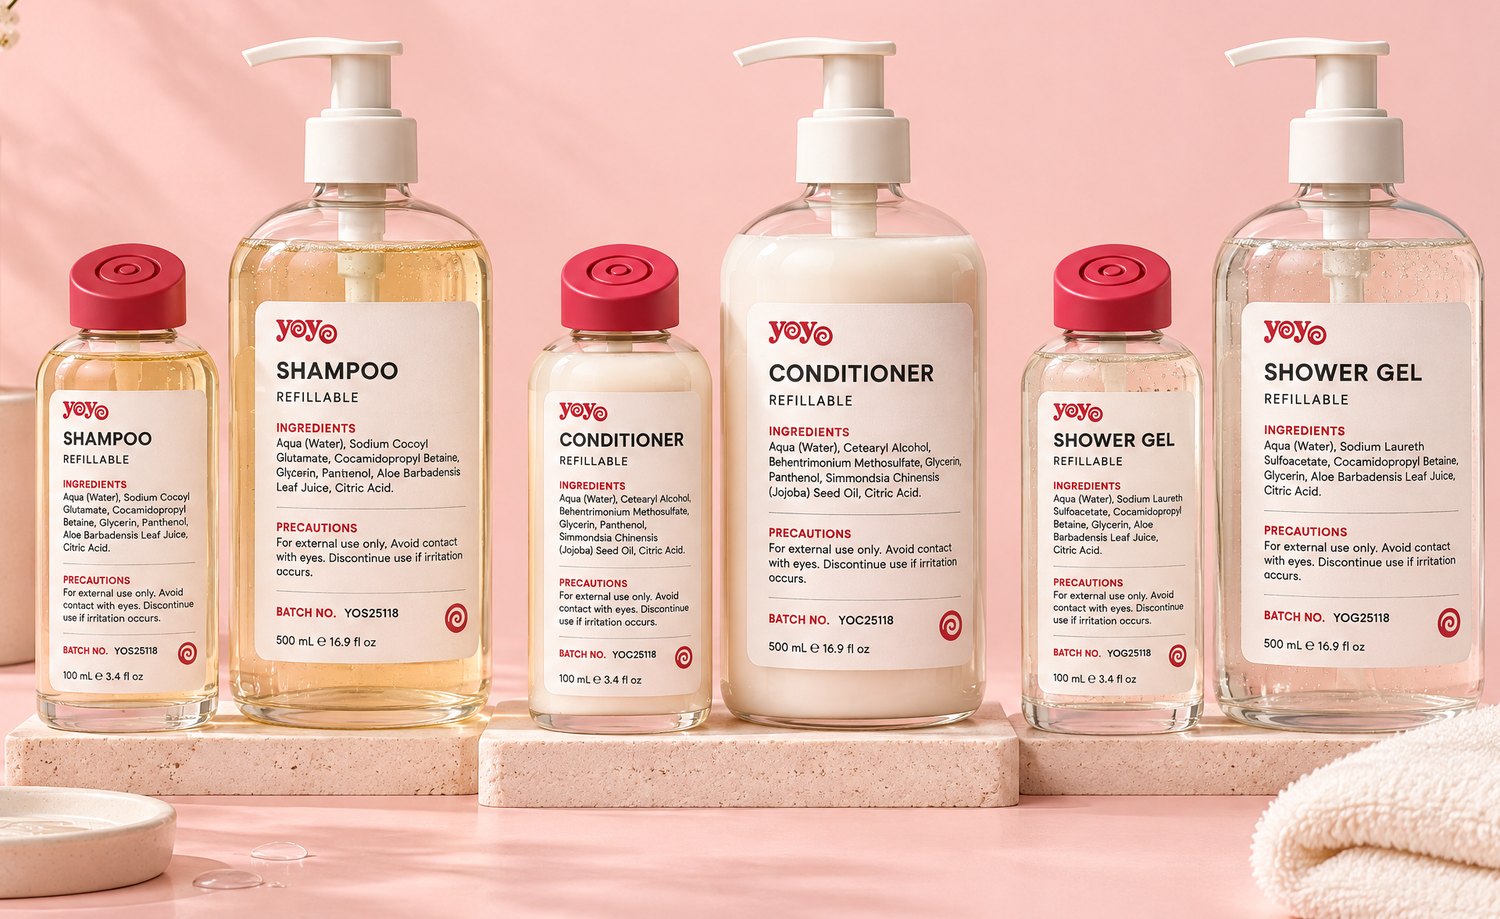 yoyo
SHAMPOO
REFILLABLE
INGREDIENTS
Aqua (Water), Sodium Cocoyl
Glutamate, Cocamidopropyl
Betaine, Glycerin, Panthenol,
Aloe Barbadensis Leaf Juice,
Citric Acid.
PRECAUTIONS
For external use only. Avoid
contact with eyes. Discontinue
use if irritation occurs.
BATCH NO. YOS25118
100 mL ℮ 3.4 fl oz
yoyo
SHAMPOO
REFILLABLE
INGREDIENTS
Aqua (Water), Sodium Cocoyl
Glutamate, Cocamidopropyl Betaine,
Glycerin, Panthenol, Aloe Barbadensis
Leaf Juice, Citric Acid.
PRECAUTIONS
For external use only, Avoid contact
with eyes. Discontinue use if irritation
occurs.
BATCH NO. YOS25118
500 mL ℮ 16.9 fl oz
yoyo
CONDITIONER
REFILLABLE
INGREDIENTS
Aqua (Water), Cetearyl Alcohol,
Behentrimonium Methosulfate,
Glycerin, Panthenol,
Simmondsia Chinensis
(Jojoba) Seed Oil, Citric Acid.
PRECAUTIONS
For external use only. Avoid
contact with eyes. Discontinue
use if irritation occurs.
BATCH NO. YOC25118
100 mL ℮ 3.4 fl oz
yoyo
CONDITIONER
REFILLABLE
INGREDIENTS
Aqua (Water), Cetearyl Alcohol,
Behentrimonium Methosulfate, Glycerin,
Panthenol, Simmondsia Chinensis
(Jojoba) Seed Oil, Citric Acid.
PRECAUTIONS
For external use only. Avoid contact
with eyes. Discontinue use if irritation
occurs.
BATCH NO. YOC25118
500 mL ℮ 16.9 fl oz
yoyo
SHOWER GEL
REFILLABLE
INGREDIENTS
Aqua (Water), Sodium Laureth
Sulfoacetate, Cocamidopropyl
Betaine, Glycerin, Aloe
Barbadensis Leaf Juice,
Citric Acid.
PRECAUTIONS
For external use only. Avoid
contact with eyes. Discontinue
use if irritation occurs.
BATCH NO. YOG25118
100 mL ℮ 3.4 fl oz
yoyo
SHOWER GEL
REFILLABLE
INGREDIENTS
Aqua (Water), Sodium Laureth
Sulfoacetate, Cocamidopropyl Betaine,
Glycerin, Aloe Barbadensis Leaf Juice,
Citric Acid.
PRECAUTIONS
For external use only. Avoid contact
with eyes. Discontinue use if irritation
occurs.
BATCH NO. YOG25118
500 mL ℮ 16.9 fl oz